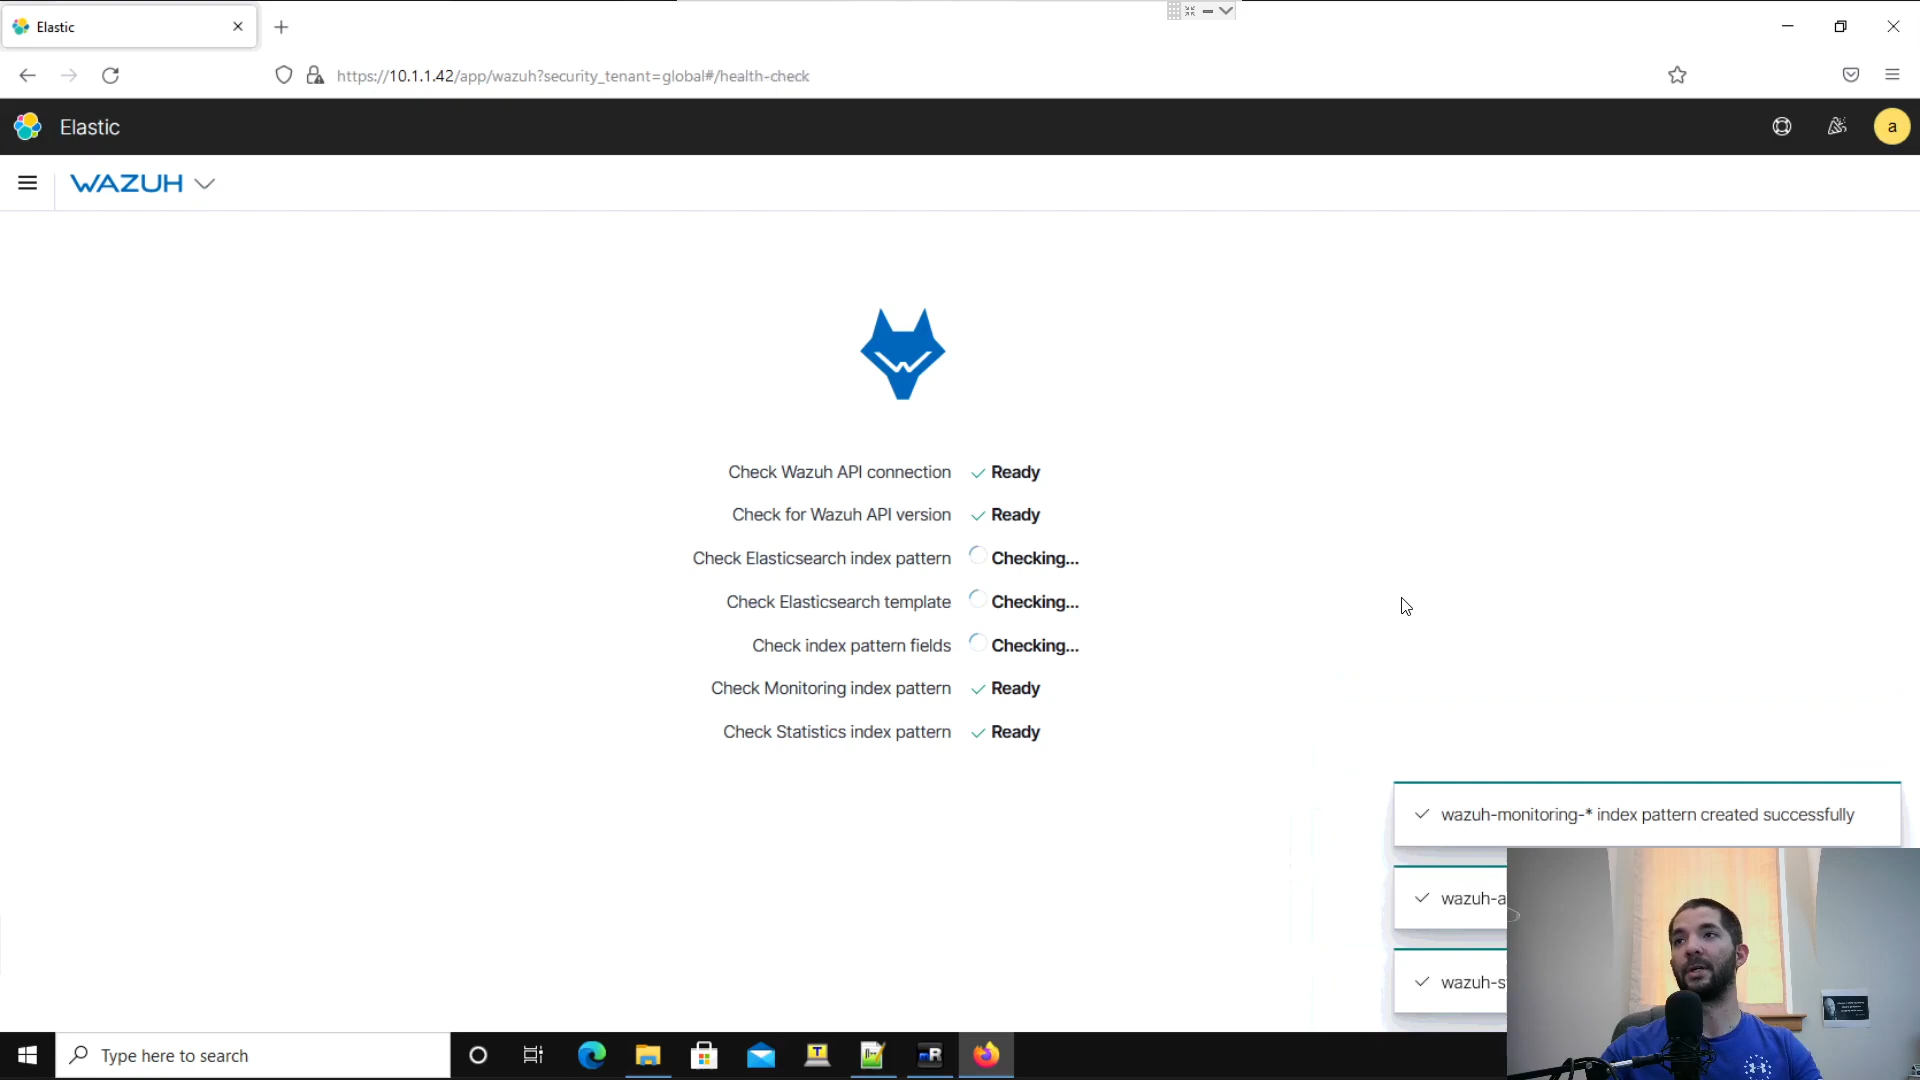 Elastic
https://10.1.1.42/app/wazuh?security_tenant=global#/health-check
Elastic
a
WAZUH
Check Wazuh API connection Ready
Check for Wazuh API version Ready
Check Elasticsearch index pattern Checking...
Check Elasticsearch template Checking...
Check index pattern fields Checking...
Check Monitoring index pattern Ready
Check Statistics index pattern Ready
wazuh-monitoring-* index pattern created successfully
wazuh-a
wazuh-s
Type here to search